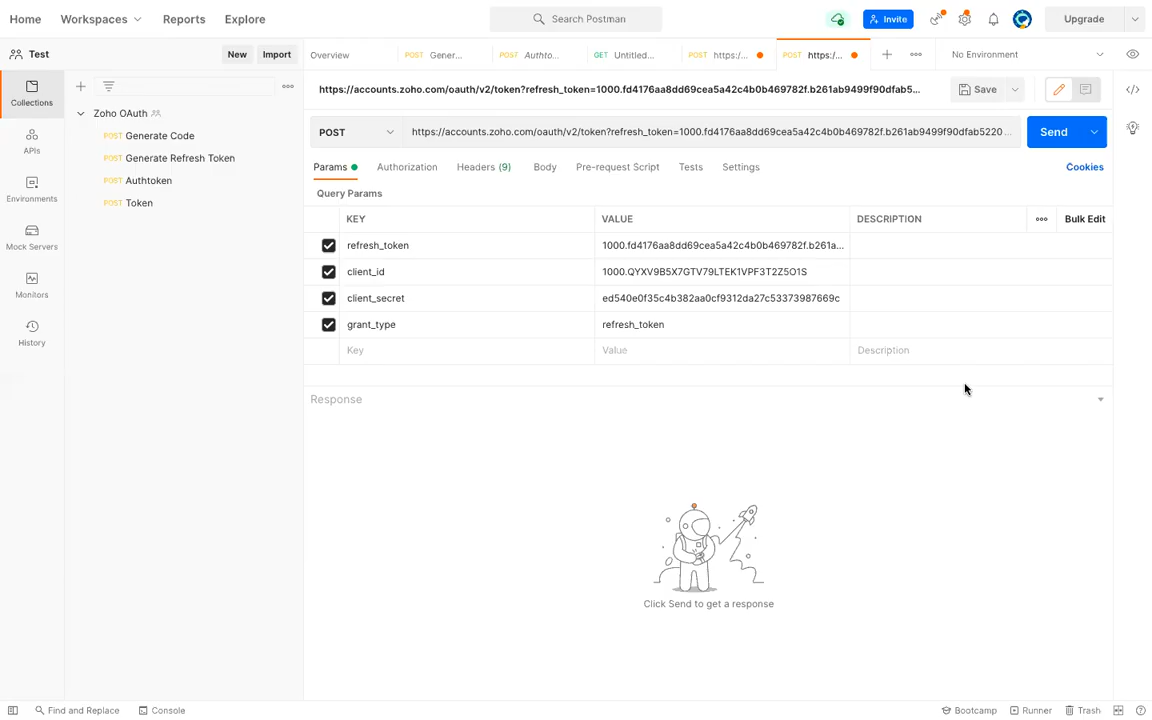 Home Workspaces Reports Explore Search Postman Invite Upgrade
Test New Import Overview POST Gener... POST Authto... GET Untitled... POST https:/... POST https:/... No Environment
Collections
APIs
Environments
Mock Servers
Monitors
History
Zoho OAuth
POST Generate Code
POST Generate Refresh Token
POST Authtoken
POST Token
https://accounts.zoho.com/oauth/v2/token?refresh_token=1000.fd4176aa8dd69cea5a42c4b0b469782f.b261ab9499f90dfab5... Save
POST https://accounts.zoho.com/oauth/v2/token?refresh_token=1000.fd4176aa8dd69cea5a42c4b0b469782f.b261ab9499f90dfab5220... Send
Params Authorization Headers (9) Body Pre-request Script Tests Settings Cookies
Query Params
KEY VALUE DESCRIPTION Bulk Edit
refresh_token 1000.fd4176aa8dd69cea5a42c4b0b469782f.b261a...
client_id 1000.QYXV9B5X7GTV79LTEK1VPF3T2Z5O1S
client_secret ed540e0f35c4b382aa0cf9312da27c53373987669c
grant_type refresh_token
Key Value Description
Response
Click Send to get a response
Find and Replace Console Bootcamp Runner Trash